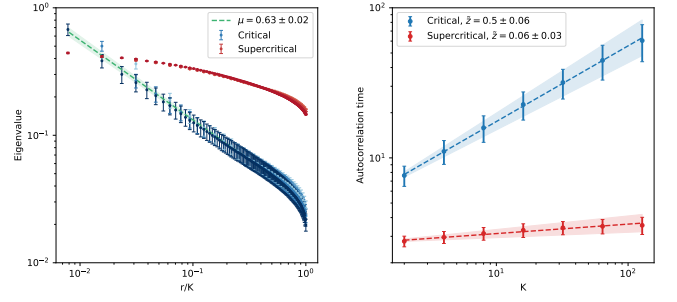 10⁰
10⁻¹
10⁻²
Eigenvalue
μ = 0.63 ± 0.02
Critical
Supercritical
10⁻²
10⁻¹
10⁰
r/K
10²
10¹
Autocorrelation time
Critical, z̃ = 0.5 ± 0.06
Supercritical, z̃ = 0.06 ± 0.03
10¹
10²
K